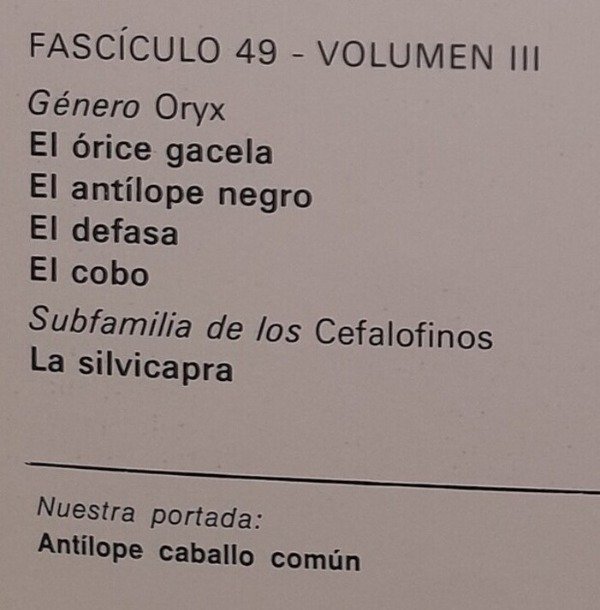 FASCÍCULO 49 - VOLUMEN III
Género Oryx
El órice gacela
El antílope negro
El defasa
El cobo
Subfamilia de los Cefalofinos
La silvicapra
Nuestra portada:
Antílope caballo común